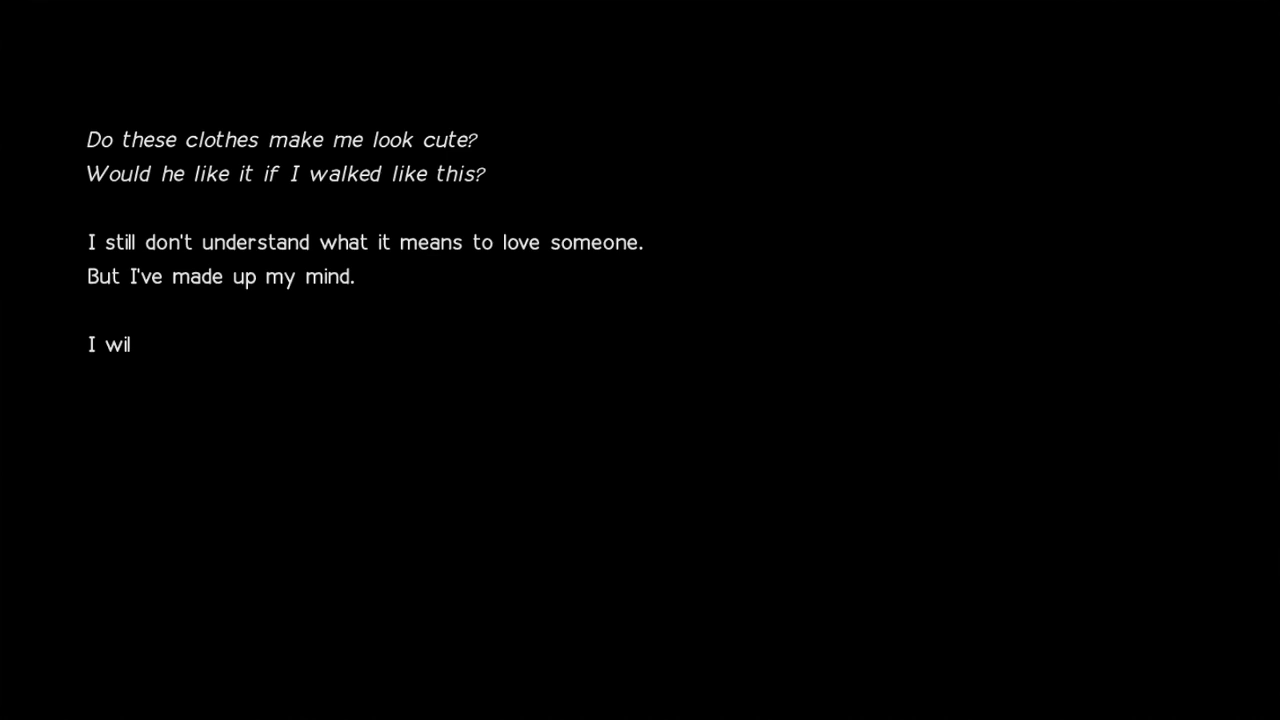 Do these clothes make me look cute?
Would he like it if I walked like this?
I still don't understand what it means to love someone.
But I've made up my mind.
I wil